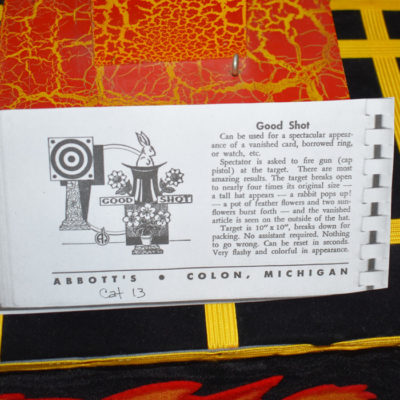 GOOD SHOT
Good Shot
Can be used for a spectacular appear-
ance of a vanished card, borrowed ring,
or watch, etc.
Spectator is asked to fire gun (cap
pistol) at the target. There are most
amazing results. The target breaks open
to nearly four times its original size —
a tall hat appears — a rabbit pops up!
— a pot of feather flowers and two sun-
flowers burst forth — and the vanished
article is seen on the outside of the hat.
Target is 10" x 10", breaks down for
packing. No assistant required. Nothing
to go wrong. Can be reset in seconds.
Very flashy and colorful in appearance.
ABBOTT'S • COLON, MICHIGAN
Cat 13